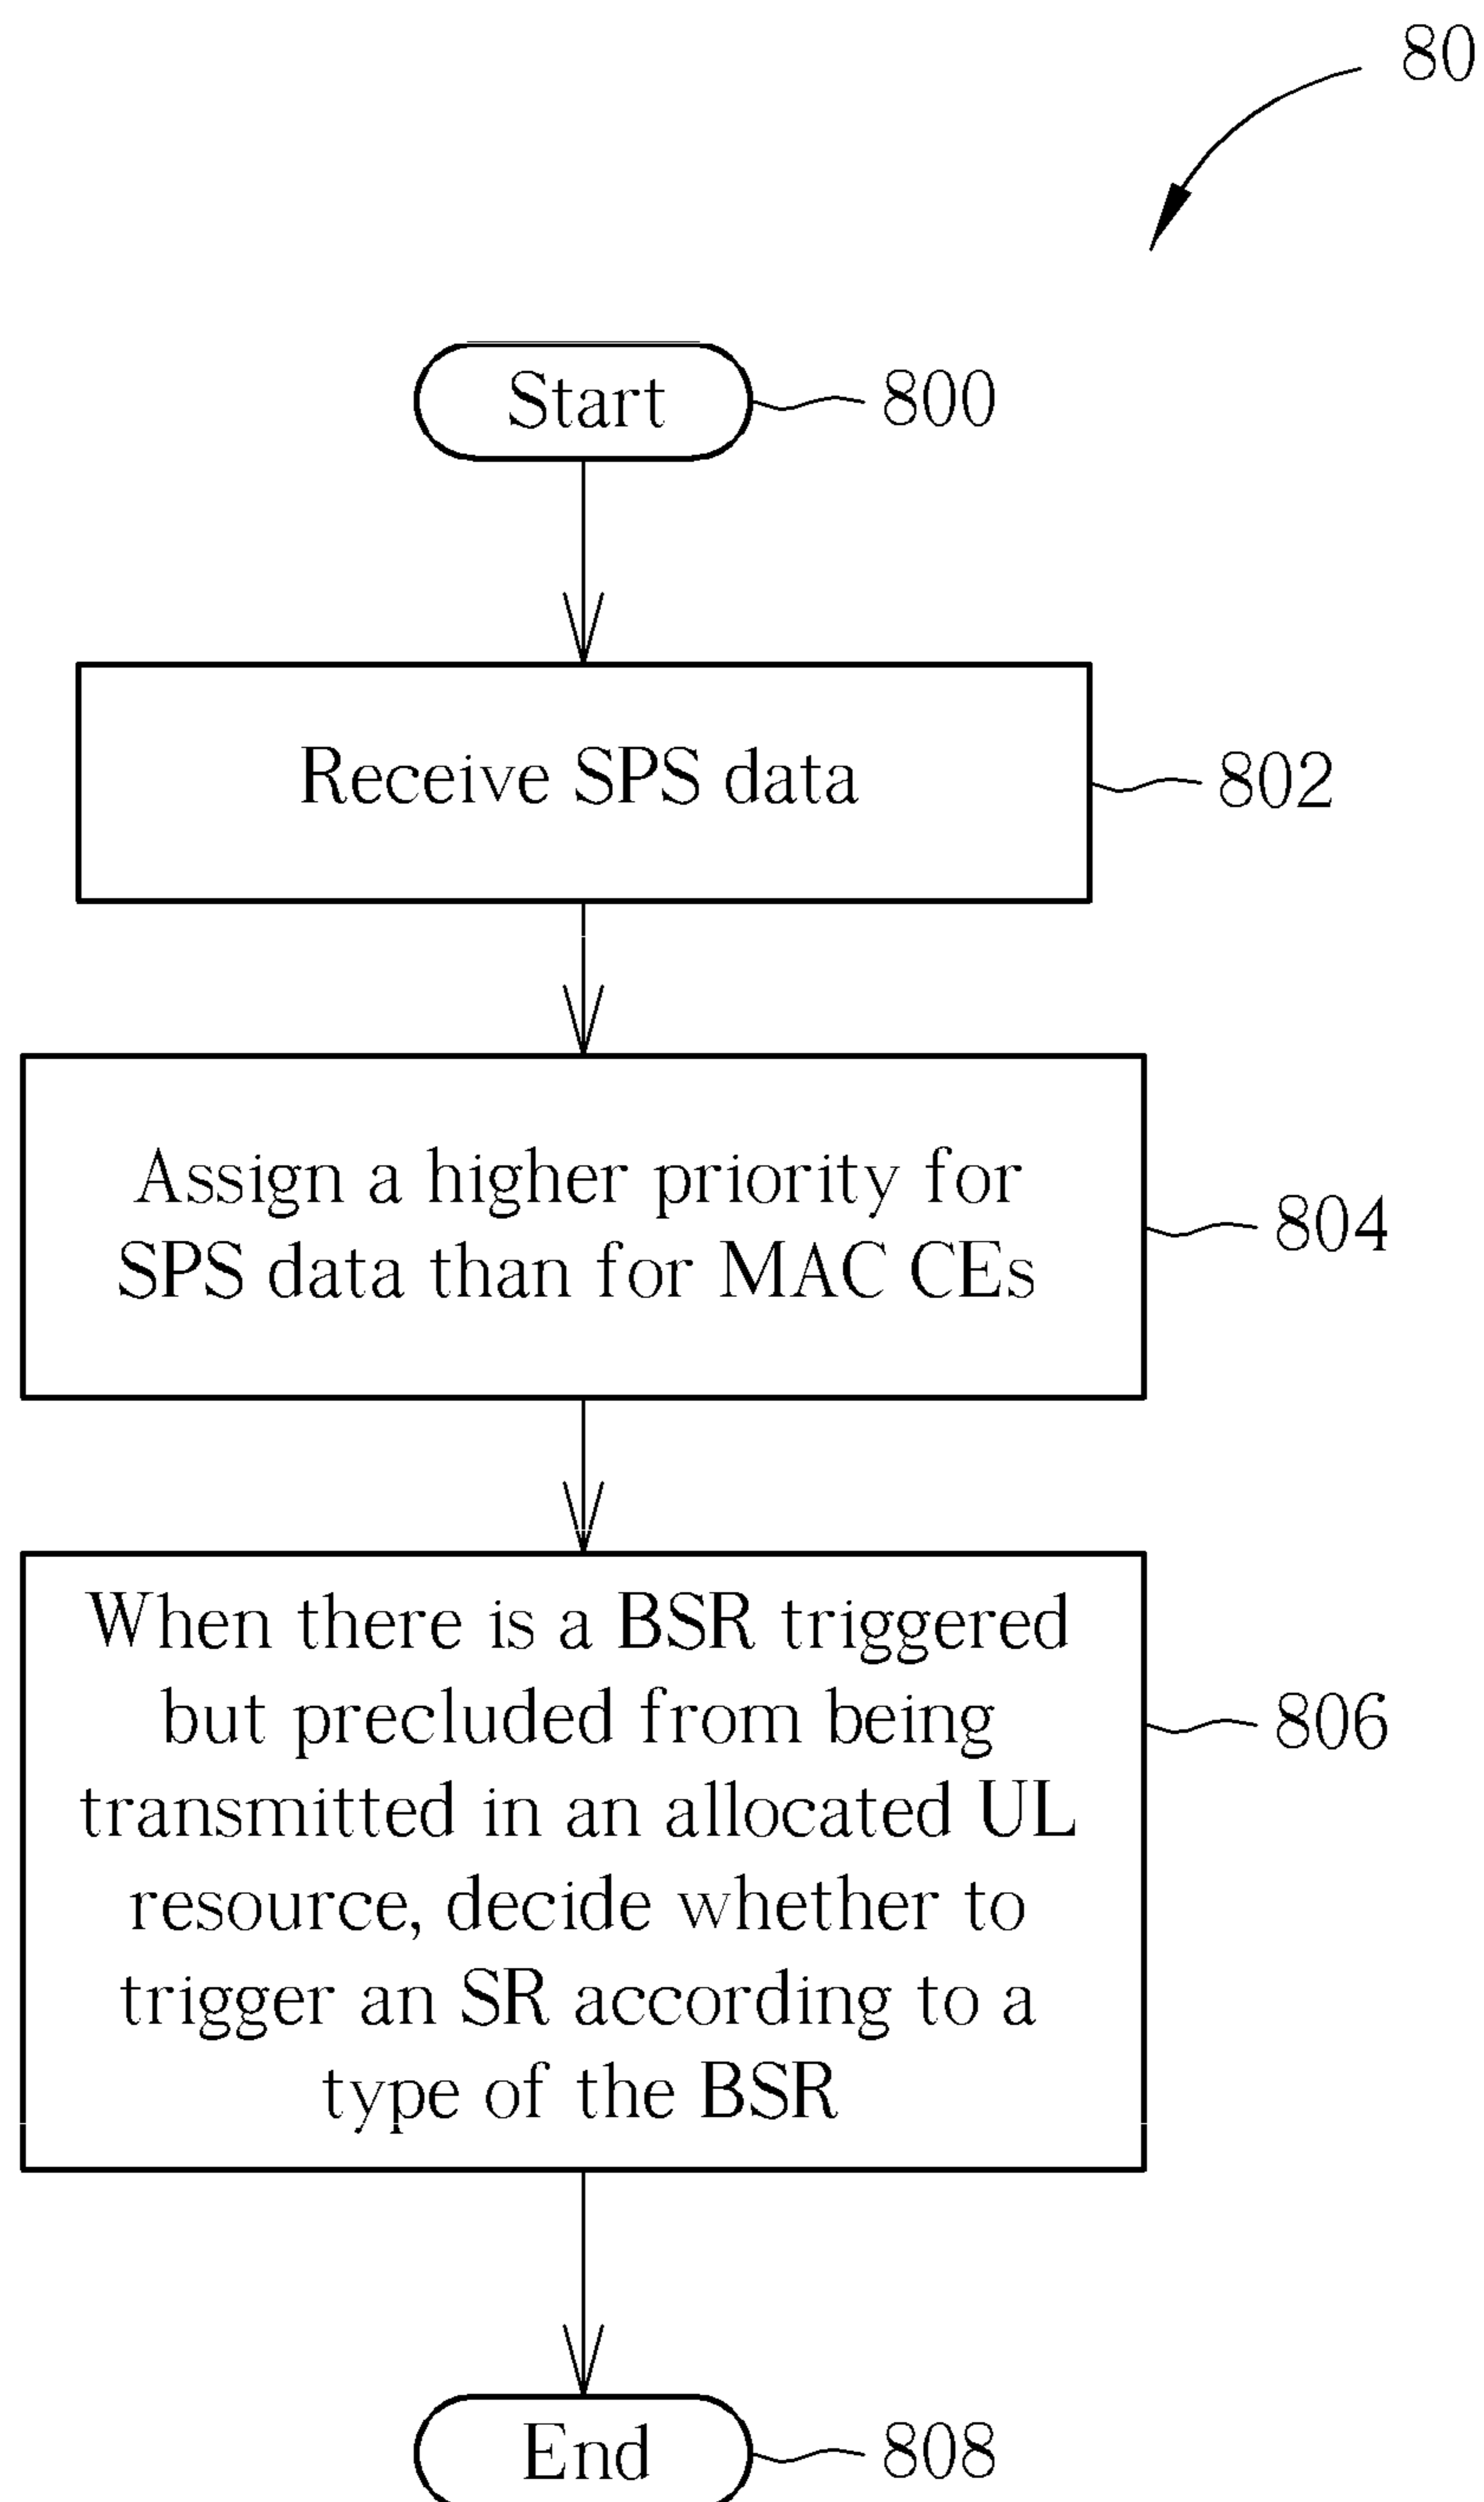 80
Start
800
Receive SPS data
802
Assign a higher priority for
SPS data than for MAC CEs
804
When there is a BSR triggered
but precluded from being
transmitted in an allocated UL
resource, decide whether to
trigger an SR according to a
type of the BSR
806
End
808